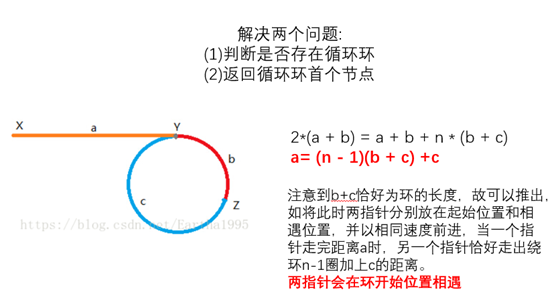 解决两个问题:
(1)判断是否存在循环环
(2)返回循环环首个节点
X
a
Y
b
c
Z
https://blog.csdn.net/Eartha1995
2*(a + b) = a + b + n * (b + c)
a= (n - 1)(b + c) +c
注意到b+c恰好为环的长度，故可以推出，
如将此时两指针分别放在起始位置和相
遇位置，并以相同速度前进，当一个指
针走完距离a时，另一个指针恰好走出绕
环n-1圈加上c的距离。
两指针会在环开始位置相遇